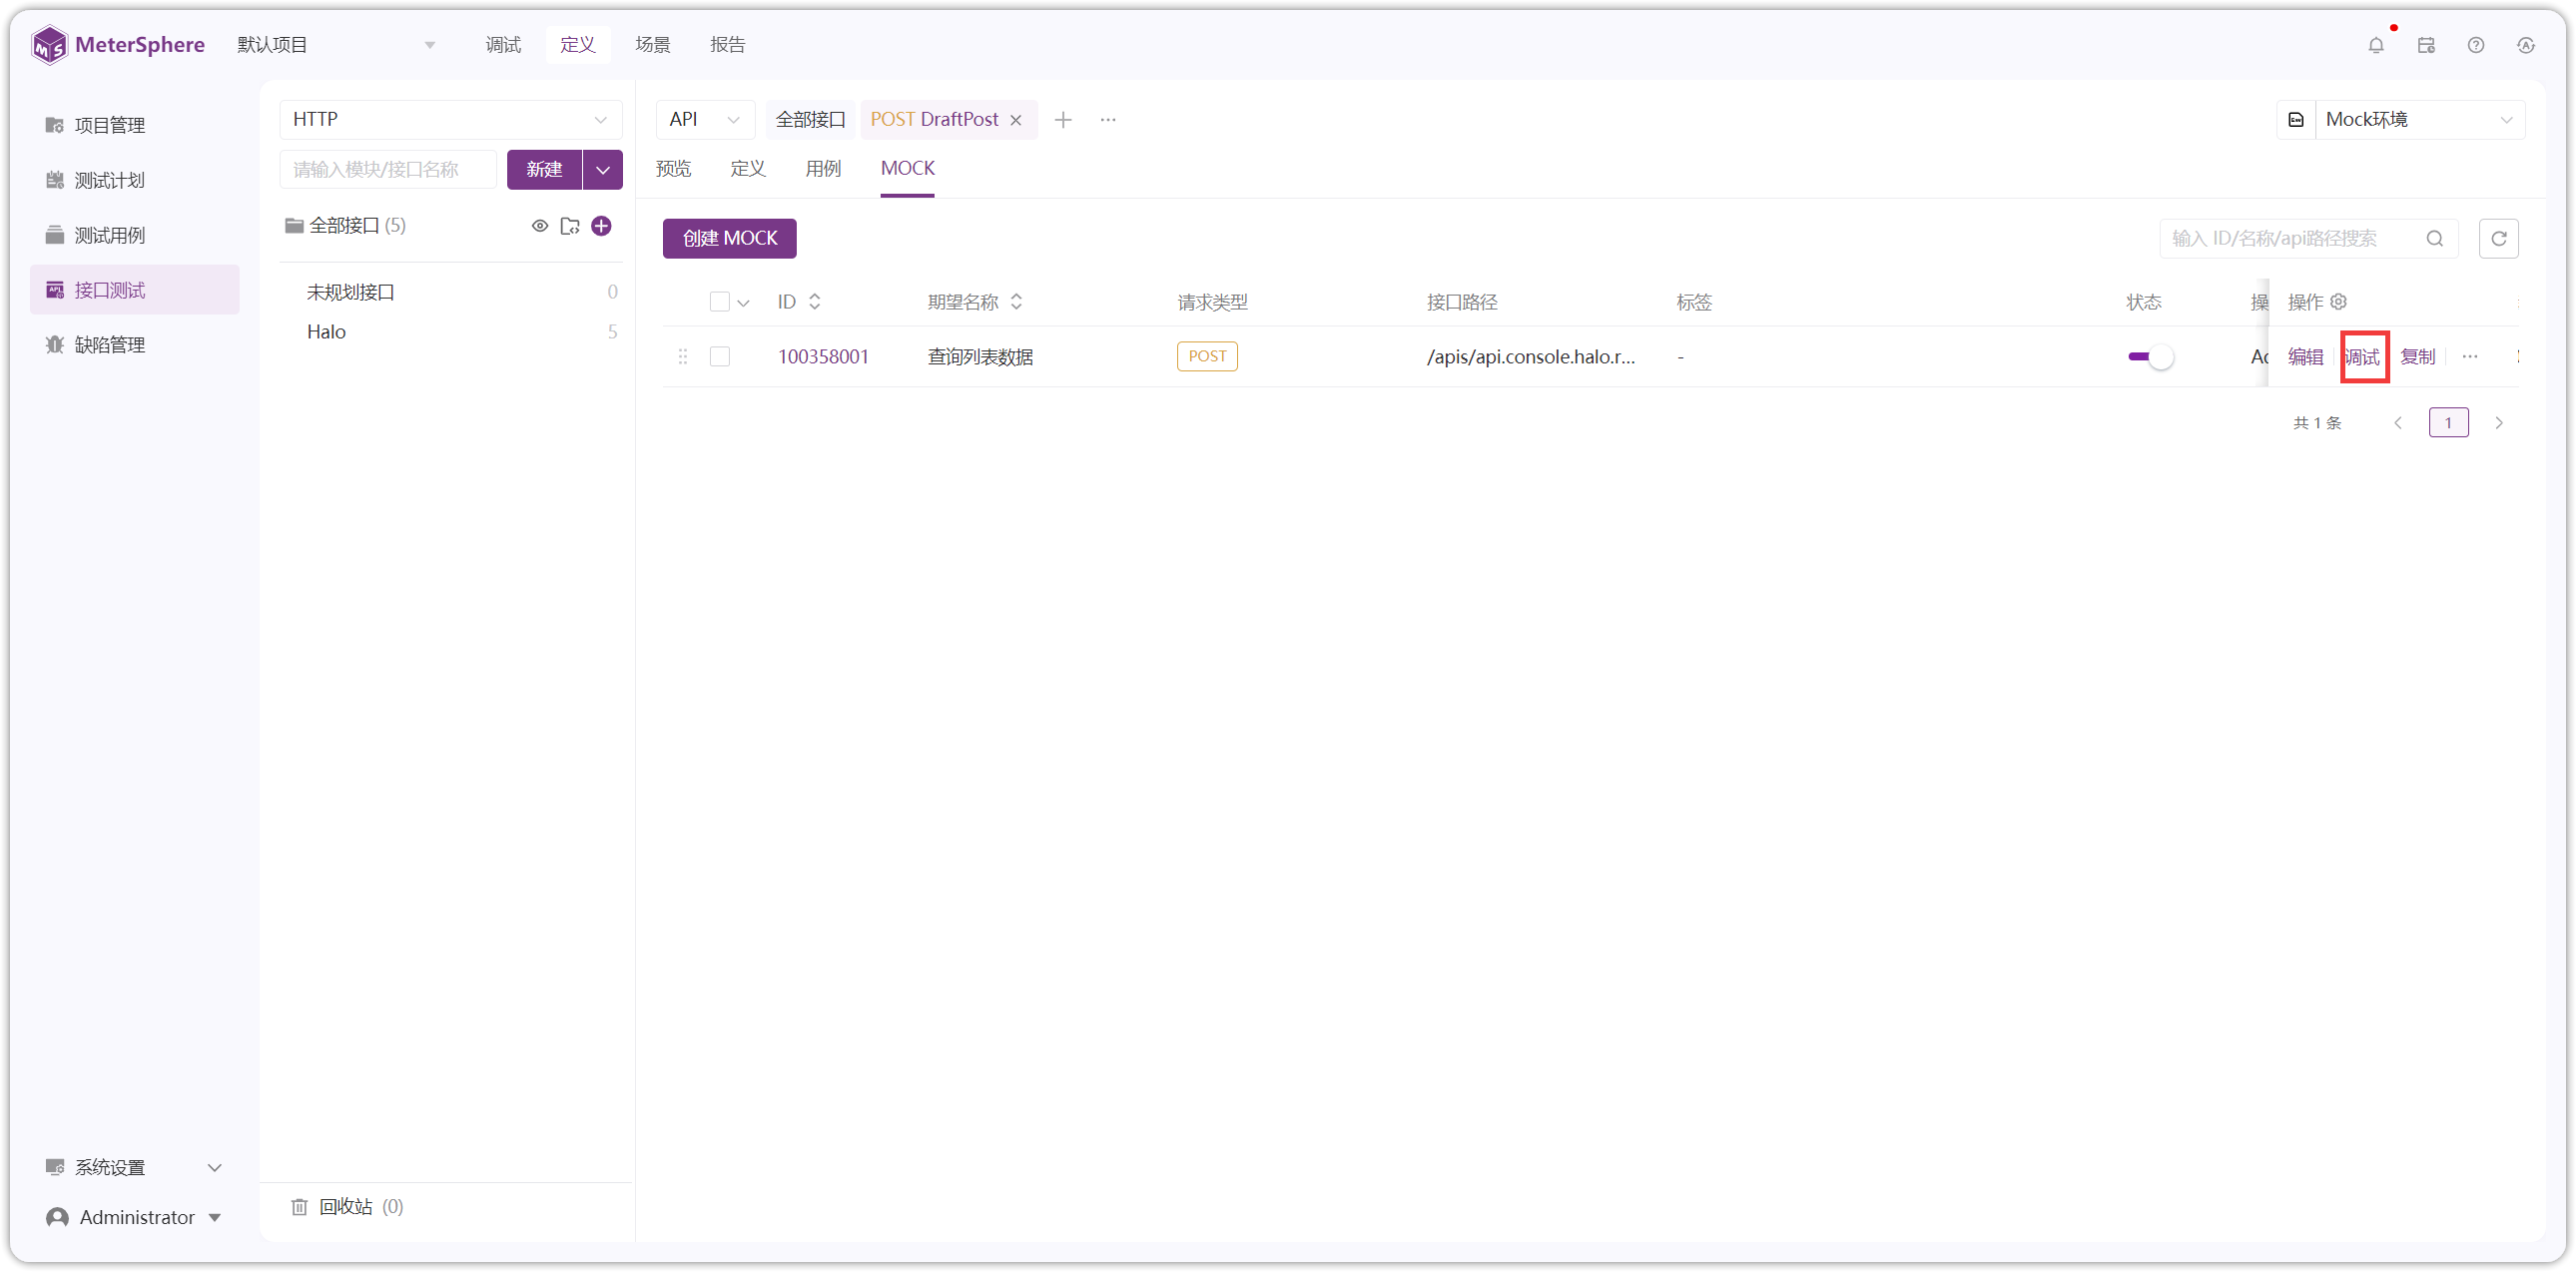 MeterSphere 默认项目 调试 定义 场景 报告
项目管理
测试计划
测试用例
接口测试
缺陷管理
系统设置
Administrator
HTTP
请输入模块/接口名称 新建
全部接口 (5)
未规划接口 0
Halo 5
回收站 (0)
API 全部接口 POST DraftPost Mock环境
预览 定义 用例 MOCK
创建 MOCK 输入 ID/名称/api路径搜索
ID 期望名称 请求类型 接口路径 标签 状态 操 操作
100358001 查询列表数据 POST /apis/api.console.halo.r... - Ac 编辑 调试 复制 ...
共 1 条 1